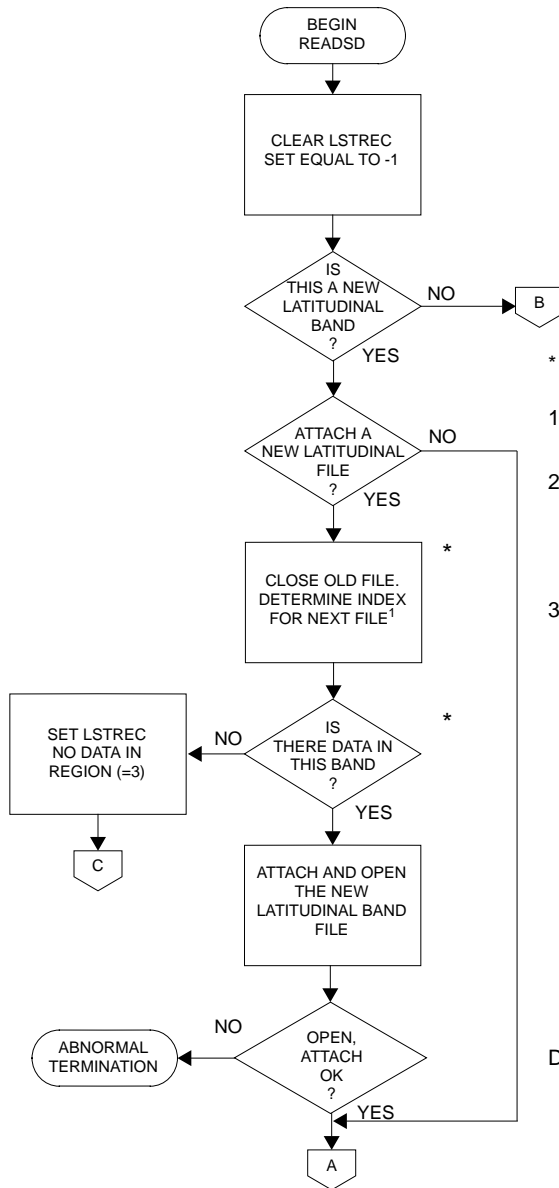 BEGIN
READSD
CLEAR LSTREC
SET EQUAL TO -1
IS
THIS A NEW
LATITUDINAL
BAND
?
NO
B
YES
*
ATTACH A
NEW LATITUDINAL
FILE
?
NO
1
YES
2
*
CLOSE OLD FILE.
DETERMINE INDEX
FOR NEXT FILE1
3
*
IS
THERE DATA IN
THIS BAND
?
NO
SET LSTREC
NO DATA IN
REGION (=3)
YES
C
ATTACH AND OPEN
THE NEW
LATITUDINAL BAND
FILE
OPEN,
ATTACH
OK
?
NO
ABNORMAL
TERMINATION
D
YES
A